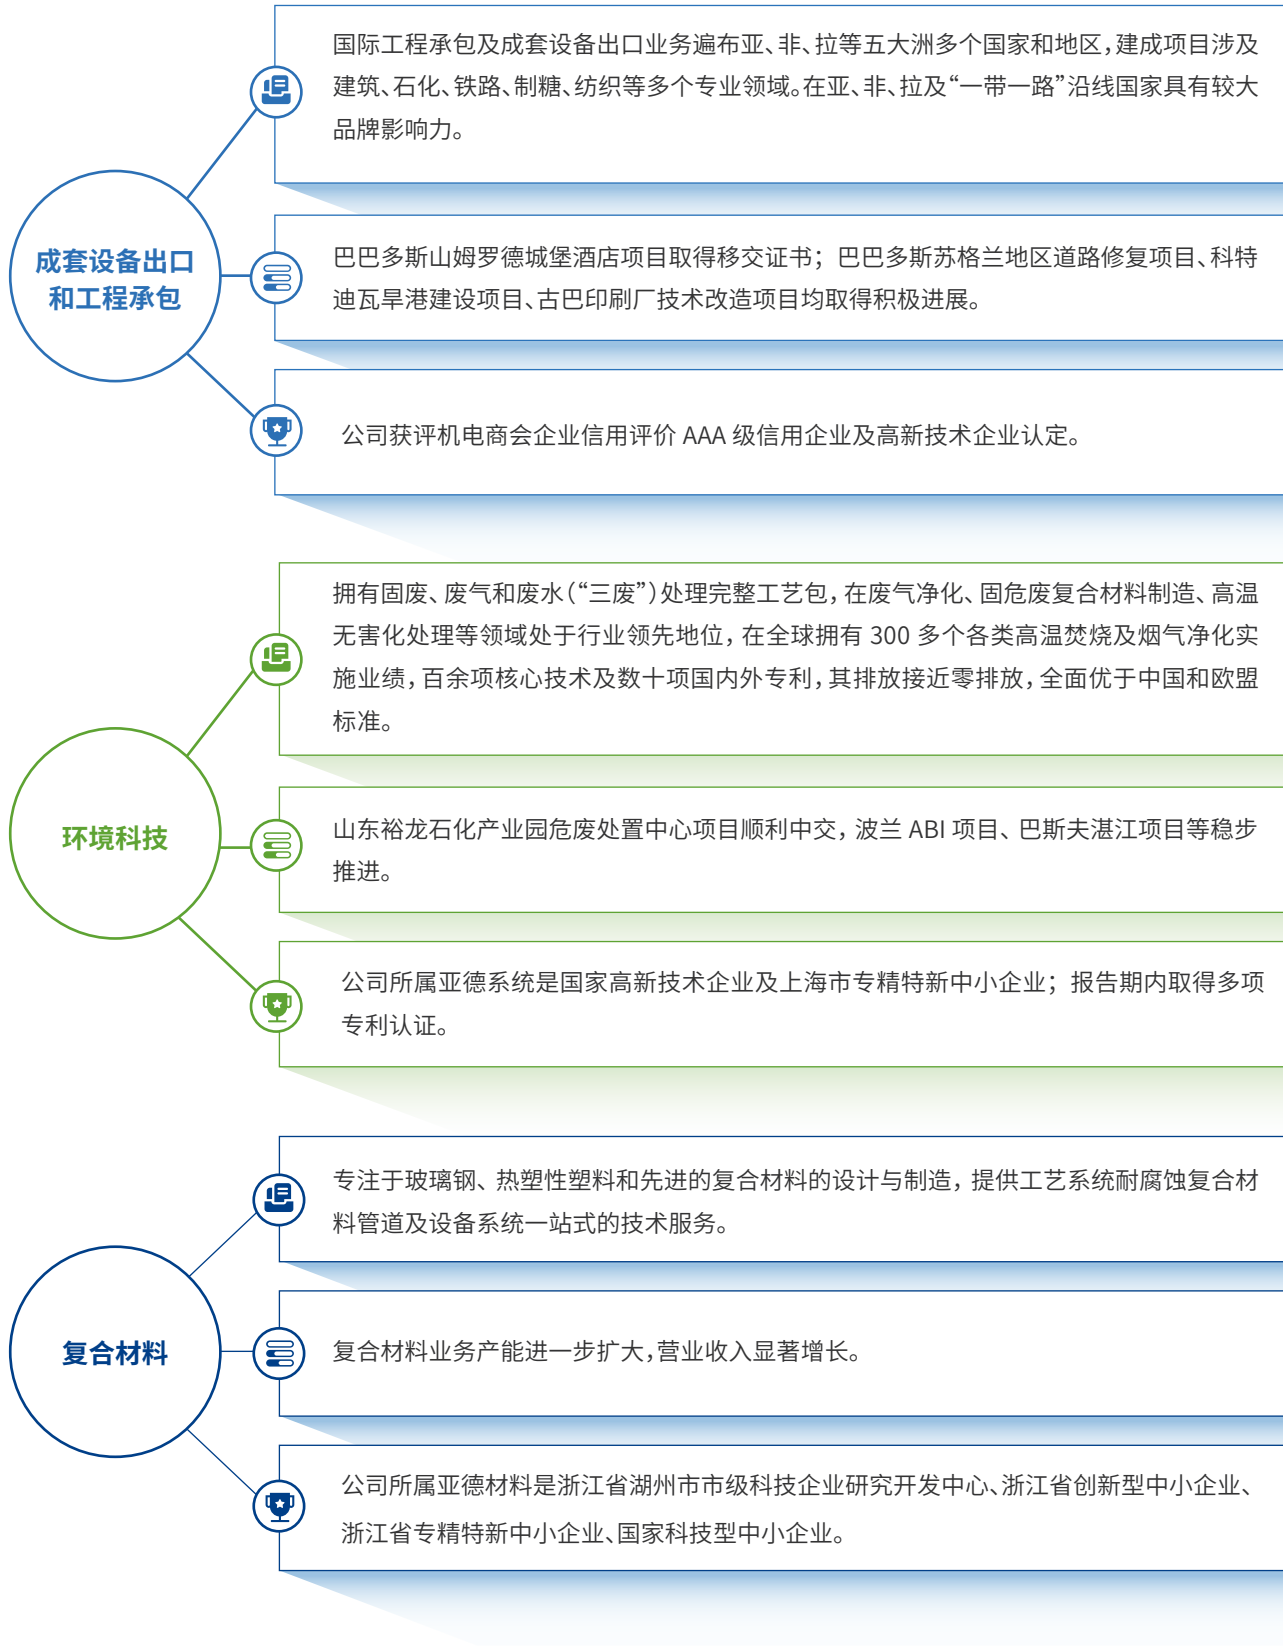 国际工程承包及成套设备出口业务遍布亚、非、拉等五大洲多个国家和地区，建成项目涉及
建筑、石化、铁路、制糖、纺织等多个专业领域。在亚、非、拉及“一带一路”沿线国家具有较大
品牌影响力。
成套设备出口
和工程承包
巴巴多斯山姆罗德城堡酒店项目取得移交证书；巴巴多斯苏格兰地区道路修复项目、科特
迪瓦旱港建设项目、古巴印刷厂技术改造项目均取得积极进展。
公司获评机电商会企业信用评价 AAA 级信用企业及高新技术企业认定。
拥有固废、废气和废水（“三废”）处理完整工艺包，在废气净化、固危废复合材料制造、高温
无害化处理等领域处于行业领先地位，在全球拥有 300 多个各类高温焚烧及烟气净化实
施业绩，百余项核心技术及数十项国内外专利，其排放接近零排放，全面优于中国和欧盟
标准。
环境科技
山东裕龙石化产业园危废处置中心项目顺利中交，波兰 ABI 项目、巴斯夫湛江项目等稳步
推进。
公司所属亚德系统是国家高新技术企业及上海市专精特新中小企业；报告期内取得多项
专利认证。
专注于玻璃钢、热塑性塑料和先进的复合材料的设计与制造，提供工艺系统耐腐蚀复合材
料管道及设备系统一站式的技术服务。
复合材料
复合材料业务产能进一步扩大，营业收入显著增长。
公司所属亚德材料是浙江省湖州市市级科技企业研究开发中心、浙江省创新型中小企业、
浙江省专精特新中小企业、国家科技型中小企业。